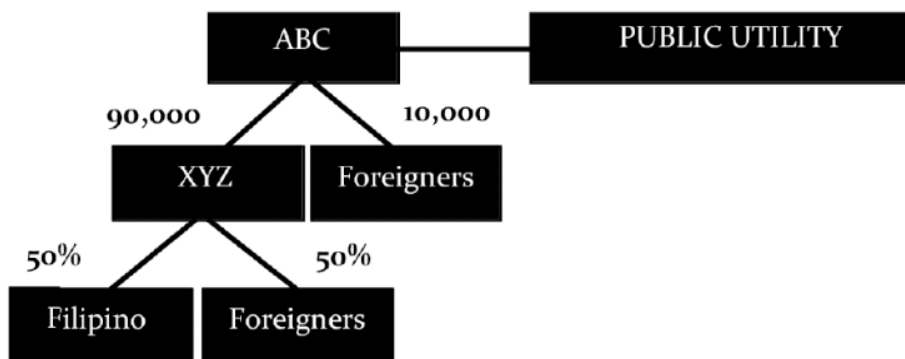 ABC
PUBLIC UTILITY
90,000
10,000
XYZ
Foreigners
50%
50%
Filipino
Foreigners